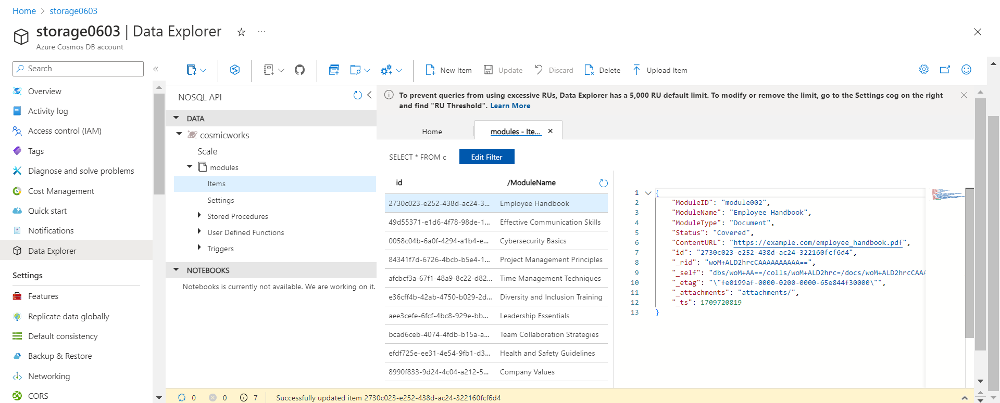 Home > storage0603
storage0603 | Data Explorer
Azure Cosmos DB account
Search
Overview
Activity log
Access control (IAM)
Tags
Diagnose and solve problems
Cost Management
Quick start
Notifications
Data Explorer
Settings
Features
Replicate data globally
Default consistency
Backup & Restore
Networking
CORS
New Item
Update
Discard
Delete
Upload Item
NOSQL API
DATA
cosmicworks
Scale
modules
Items
Settings
Stored Procedures
User Defined Functions
Triggers
NOTEBOOKS
Notebooks is currently not available. We are working on it.
To prevent queries from using excessive RUs, Data Explorer has a 5,000 RU default limit. To modify or remove the limit, go to the Settings cog on the right
and find "RU Threshold". Learn More
Home
modules - Ite...
SELECT * FROM c
Edit Filter
id /ModuleName
2730c023-e252-438d-ac24-3... Employee Handbook
49d55371-e1d6-4f78-98de-1... Effective Communication Skills
0058c04b-6a0f-4294-a1b4-e... Cybersecurity Basics
84341f7d-6726-4bcb-b5e4-1... Project Management Principles
afcbcf3a-67f1-48a9-8c22-d82... Time Management Techniques
e36cff4b-42ab-4750-b029-2d... Diversity and Inclusion Training
aee3cefe-6fcf-4bc8-929e-bb... Leadership Essentials
bcad6ceb-4074-4fdb-b15a-a... Team Collaboration Strategies
efdf725e-ee31-4e54-9fb1-d3... Health and Safety Guidelines
8990f833-9d24-4c04-a212-5... Company Values
1 {
2 "ModuleID": "module002",
3 "ModuleName": "Employee Handbook",
4 "ModuleType": "Document",
5 "Status": "Covered",
6 "ContentURL": "https://example.com/employee_handbook.pdf",
7 "id": "2730c023-e252-438d-ac24-322160fcf6d4",
8 "_rid": "woM+ALD2hrcCAAAAAAAAAA==",
9 "_self": "dbs/woM+AA==/colls/woM+ALD2hrc=/docs/woM+ALD2hrcCAAA
10 "_etag": "\"fe0199af-0000-0200-0000-65e844f30000\"",
11 "_attachments": "attachments/",
12 "_ts": 1709720819
13 }
0 0 7 Successfully updated item 2730c023-e252-438d-ac24-322160fcf6d4